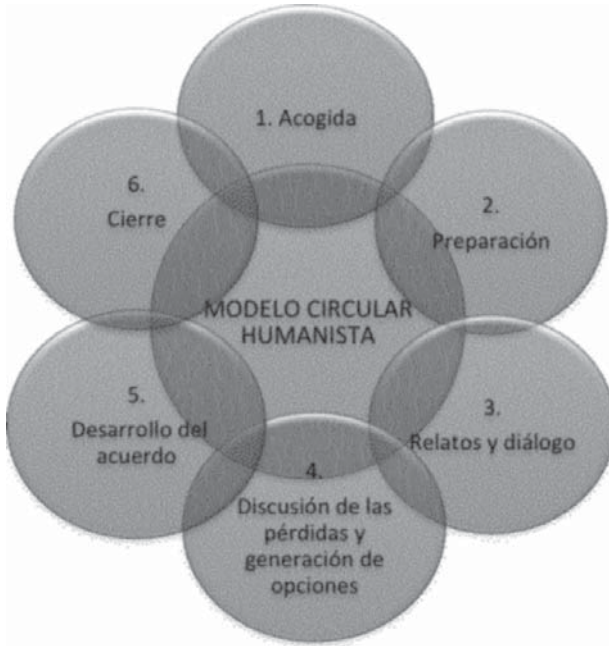 1. Acogida
2.
Preparación
3.
Relatos y diálogo
4.
Discusión de las
pérdidas y
generación de
opciones
5.
Desarrollo del
acuerdo
6.
Cierre
MODELO CIRCULAR
HUMANISTA